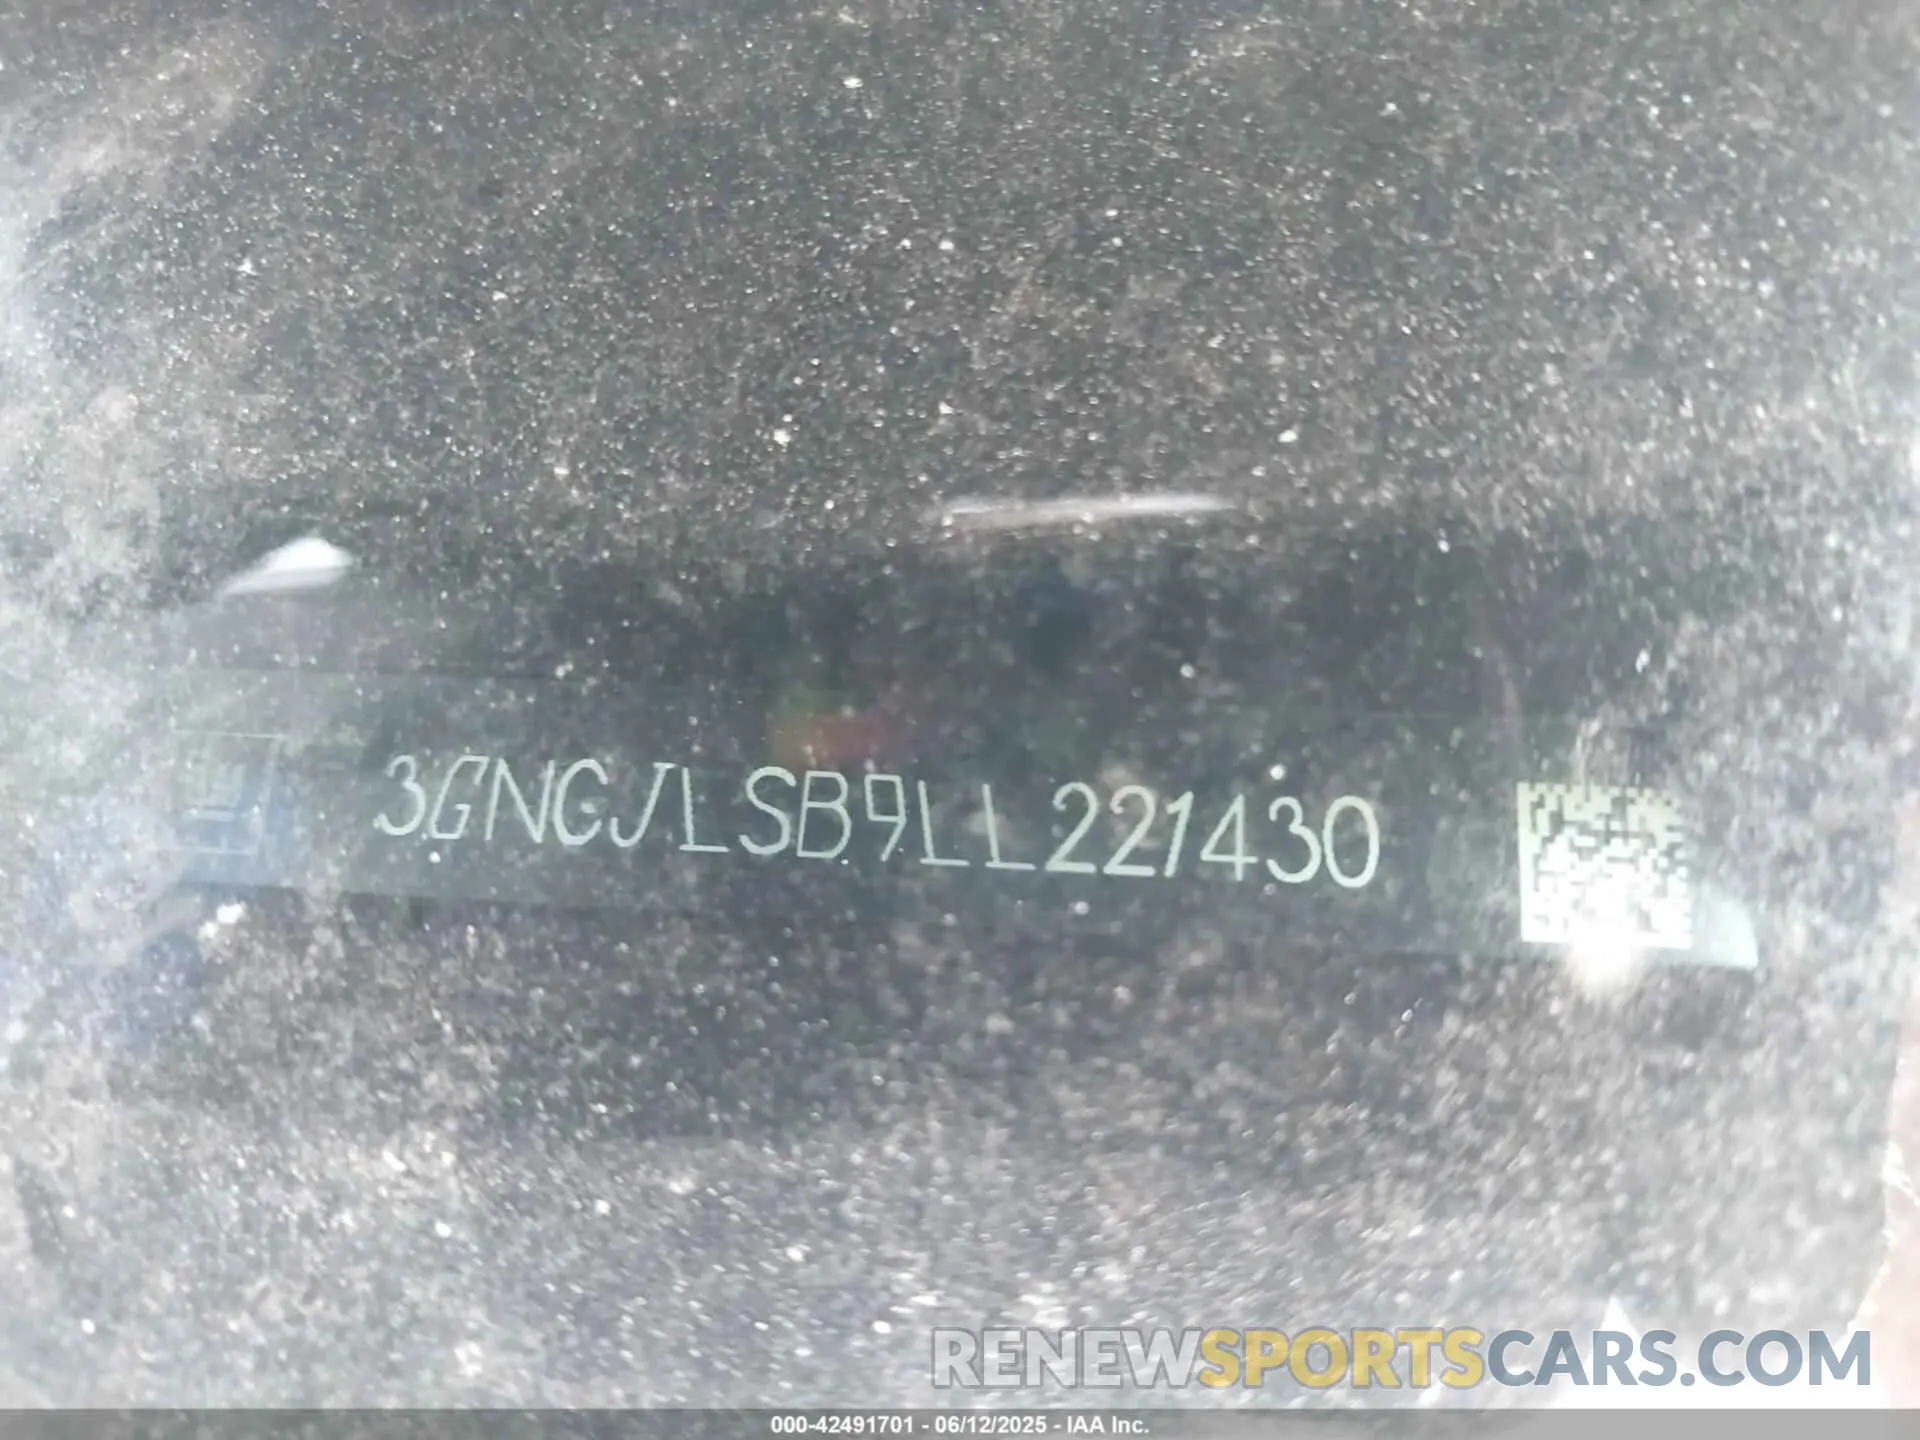 3GNCJLSB9LL221430
RENEWSPORTSCARS.COM
000-42491701 - 06/12/2025 - IAA Inc.